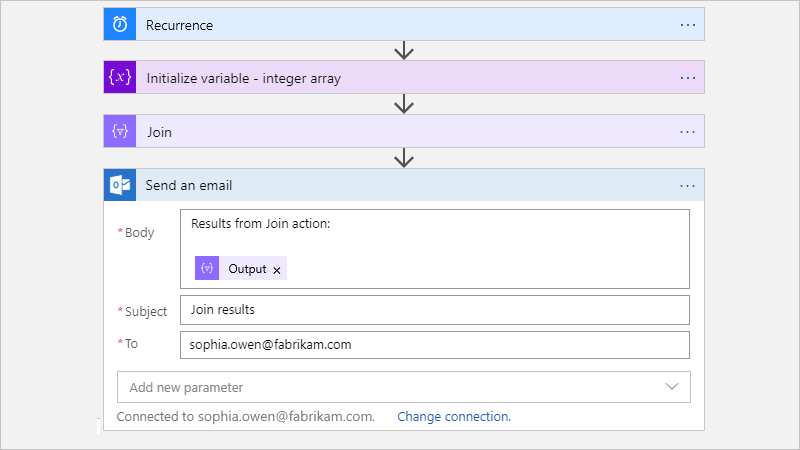 Recurrence
{x} Initialize variable - integer array
Join
Send an email
* Body
Results from Join action:
Output ×
* Subject
Join results
* To
sophia.owen@fabrikam.com
Add new parameter
Connected to sophia.owen@fabrikam.com. Change connection.